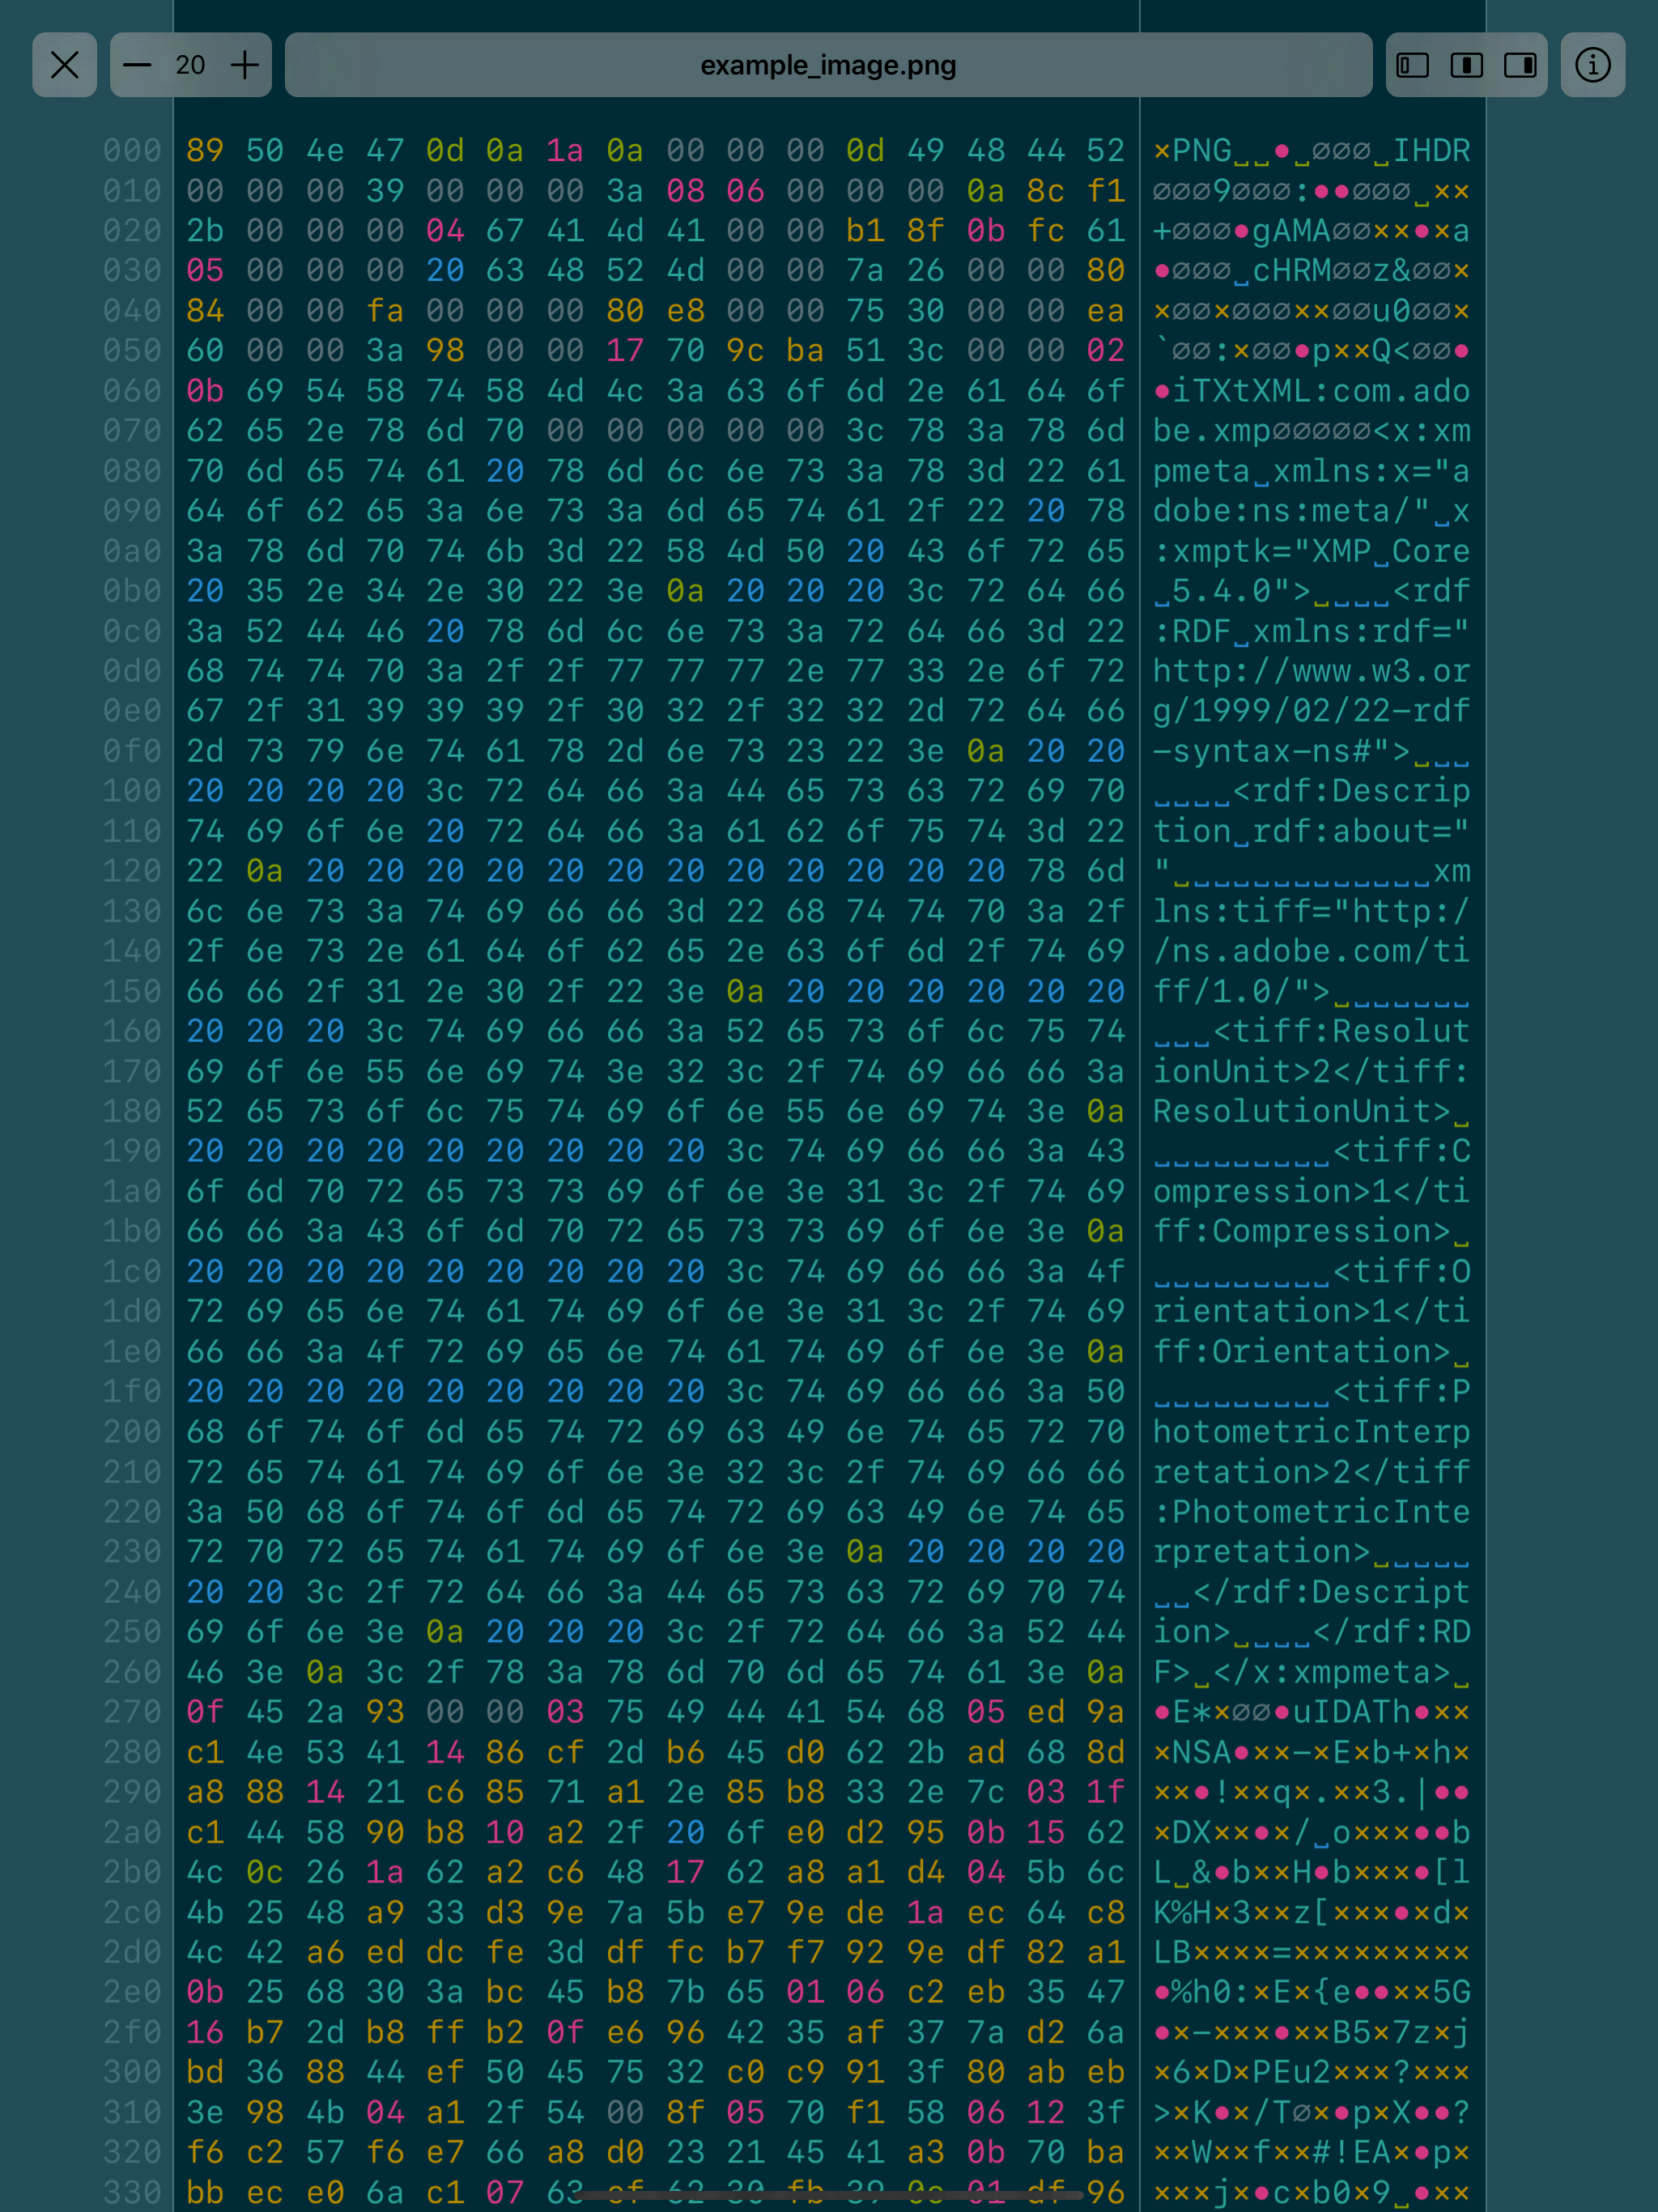 20
example_image.png
000 89 50 4e 47 0d 0a 1a 0a 00 00 00 0d 49 48 44 52 ×PNG␣␣•␣∅∅∅␣IHDR
010 00 00 00 39 00 00 00 3a 08 06 00 00 00 0a 8c f1 ∅∅∅9∅∅∅:••∅∅∅␣××
020 2b 00 00 00 04 67 41 4d 41 00 00 b1 8f 0b fc 61 +∅∅∅•gAMA∅∅××•×a
030 05 00 00 00 20 63 48 52 4d 00 00 7a 26 00 00 80 •∅∅∅␣cHRM∅∅z&∅∅×
040 84 00 00 fa 00 00 00 80 e8 00 00 75 30 00 00 ea ×∅∅×∅∅∅××∅∅u0∅∅×
050 60 00 00 3a 98 00 00 17 70 9c ba 51 3c 00 00 02 `∅∅:×∅∅•p××Q<∅∅•
060 0b 69 54 58 74 58 4d 4c 3a 63 6f 6d 2e 61 64 6f •iTXtXML:com.ado
070 62 65 2e 78 6d 70 00 00 00 00 00 3c 78 3a 78 6d be.xmp∅∅∅∅∅<x:xm
080 70 6d 65 74 61 20 78 6d 6c 6e 73 3a 78 3d 22 61 pmeta␣xmlns:x="a
090 64 6f 62 65 3a 6e 73 3a 6d 65 74 61 2f 22 20 78 dobe:ns:meta/"␣x
0a0 3a 78 6d 70 74 6b 3d 22 58 4d 50 20 43 6f 72 65 :xmptk="XMP␣Core
0b0 20 35 2e 34 2e 30 22 3e 0a 20 20 20 3c 72 64 66 ␣5.4.0">␣␣␣␣<rdf
0c0 3a 52 44 46 20 78 6d 6c 6e 73 3a 72 64 66 3d 22 :RDF␣xmlns:rdf="
0d0 68 74 74 70 3a 2f 2f 77 77 77 2e 77 33 2e 6f 72 http://www.w3.or
0e0 67 2f 31 39 39 39 2f 30 32 2f 32 32 2d 72 64 66 g/1999/02/22-rdf
0f0 2d 73 79 6e 74 61 78 2d 6e 73 23 22 3e 0a 20 20 -syntax-ns#">␣␣␣
100 20 20 20 20 3c 72 64 66 3a 44 65 73 63 72 69 70 ␣␣␣␣<rdf:Descrip
110 74 69 6f 6e 20 72 64 66 3a 61 62 6f 75 74 3d 22 tion␣rdf:about="
120 22 0a 20 20 20 20 20 20 20 20 20 20 20 20 78 6d "␣␣␣␣␣␣␣␣␣␣␣␣␣xm
130 6c 6e 73 3a 74 69 66 66 3d 22 68 74 74 70 3a 2f lns:tiff="http:/
140 2f 6e 73 2e 61 64 6f 62 65 2e 63 6f 6d 2f 74 69 /ns.adobe.com/ti
150 66 66 2f 31 2e 30 2f 22 3e 0a 20 20 20 20 20 20 ff/1.0/">␣␣␣␣␣␣␣
160 20 20 20 3c 74 69 66 66 3a 52 65 73 6f 6c 75 74 ␣␣␣<tiff:Resolut
170 69 6f 6e 55 6e 69 74 3e 32 3c 2f 74 69 66 66 3a ionUnit>2</tiff:
180 52 65 73 6f 6c 75 74 69 6f 6e 55 6e 69 74 3e 0a ResolutionUnit>␣
190 20 20 20 20 20 20 20 20 20 3c 74 69 66 66 3a 43 ␣␣␣␣␣␣␣␣␣<tiff:C
1a0 6f 6d 70 72 65 73 73 69 6f 6e 3e 31 3c 2f 74 69 ompression>1</ti
1b0 66 66 3a 43 6f 6d 70 72 65 73 73 69 6f 6e 3e 0a ff:Compression>␣
1c0 20 20 20 20 20 20 20 20 20 3c 74 69 66 66 3a 4f ␣␣␣␣␣␣␣␣␣<tiff:O
1d0 72 69 65 6e 74 61 74 69 6f 6e 3e 31 3c 2f 74 69 rientation>1</ti
1e0 66 66 3a 4f 72 69 65 6e 74 61 74 69 6f 6e 3e 0a ff:Orientation>␣
1f0 20 20 20 20 20 20 20 20 20 3c 74 69 66 66 3a 50 ␣␣␣␣␣␣␣␣␣<tiff:P
200 68 6f 74 6f 6d 65 74 72 69 63 49 6e 74 65 72 70 hotometricInterp
210 72 65 74 61 74 69 6f 6e 3e 32 3c 2f 74 69 66 66 retation>2</tiff
220 3a 50 68 6f 74 6f 6d 65 74 72 69 63 49 6e 74 65 :PhotometricInte
230 72 70 72 65 74 61 74 69 6f 6e 3e 0a 20 20 20 20 rpretation>␣␣␣␣␣
240 20 20 3c 2f 72 64 66 3a 44 65 73 63 72 69 70 74 ␣␣</rdf:Descript
250 69 6f 6e 3e 0a 20 20 20 3c 2f 72 64 66 3a 52 44 ion>␣␣␣␣</rdf:RD
260 46 3e 0a 3c 2f 78 3a 78 6d 70 6d 65 74 61 3e 0a F>␣</x:xmpmeta>␣
270 0f 45 2a 93 00 00 03 75 49 44 41 54 68 05 ed 9a •E*×∅∅•uIDATh•××
280 c1 4e 53 41 14 86 cf 2d b6 45 d0 62 2b ad 68 8d ×NSA•××-×E×b+×h×
290 a8 88 14 21 c6 85 71 a1 2e 85 b8 33 2e 7c 03 1f ××•!××q×.××3.|••
2a0 c1 44 58 90 b8 10 a2 2f 20 6f e0 d2 95 0b 15 62 ×DX××•×/␣o×××••b
2b0 4c 0c 26 1a 62 a2 c6 48 17 62 a8 a1 d4 04 5b 6c L␣&•b××H•b×××•[l
2c0 4b 25 48 a9 33 d3 9e 7a 5b e7 9e de 1a ec 64 c8 K%H×3××z[×××•×d×
2d0 4c 42 a6 ed dc fe 3d df fc b7 f7 92 9e df 82 a1 LB××××=×××××××××
2e0 0b 25 68 30 3a bc 45 b8 7b 65 01 06 c2 eb 35 47 •%h0:×E×{e••××5G
2f0 16 b7 2d b8 ff b2 0f e6 96 42 35 af 37 7a d2 6a •×-×××•××B5×7z×j
300 bd 36 88 44 ef 50 45 75 32 c0 c9 91 3f 80 ab eb ×6×D×PEu2×××?×××
310 3e 98 4b 04 a1 2f 54 00 8f 05 70 f1 58 06 12 3f >×K•×/T∅×•p×X••?
320 f6 c2 57 f6 e7 66 a8 d0 23 21 45 41 a3 0b 70 ba ××W××f××#!EA×•p×
330 bb ec e0 6a c1 07 63 96 ×××j×•c×b0×9␣•××